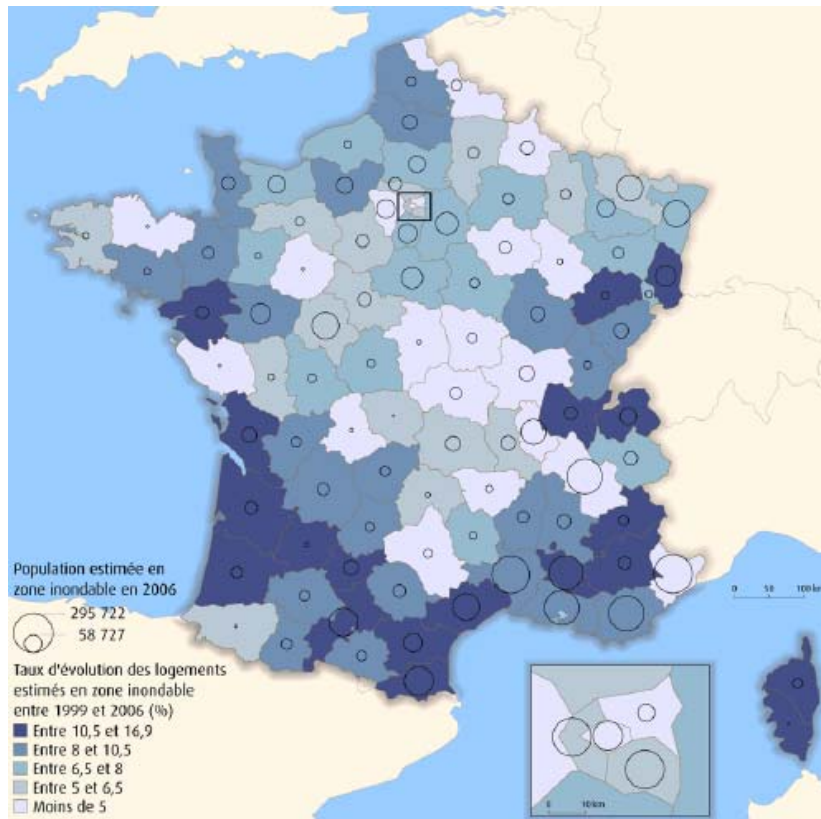 Population estimée en
zone inondable en 2006
295 722
58 727
Taux d'évolution des logements
estimés en zone inondable
entre 1999 et 2006 (%)
Entre 10,5 et 16,9
Entre 8 et 10,5
Entre 6,5 et 8
Entre 5 et 6,5
Moins de 5
0 50 100 km
0 10 km